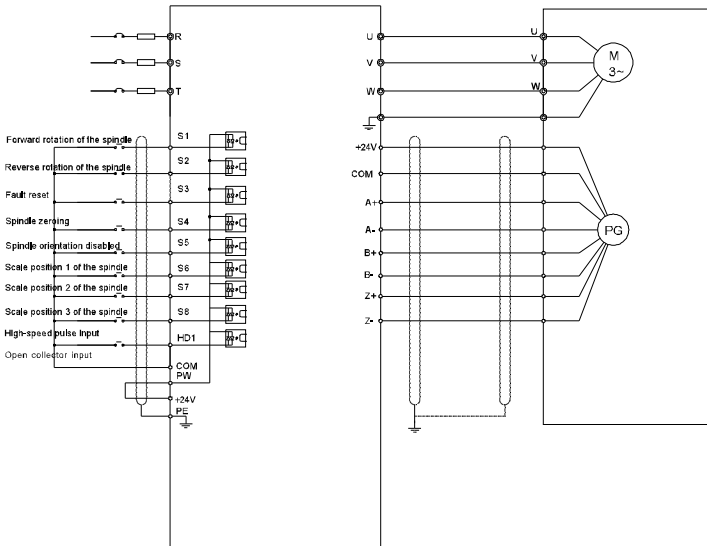 R
U
U
S
V
V
M
3~
T
W
W
Forward rotation of the spindle
S1
+24V
Reverse rotation of the spindle
S2
COM
Fault reset
S3
A+
Spindle zeroing
S4
A-
PG
Spindle orientation disabled
S5
B+
Scale position 1 of the spindle
S6
B-
Scale position 2 of the spindle
S7
Z+
Scale position 3 of the spindle
S8
Z-
High-speed pulse input
HD1
Open collector input
COM
PW
+24V
PE